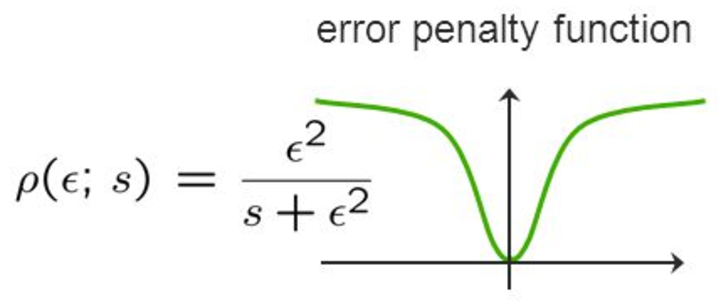 error penalty function
ρ(ϵ; s) = ϵ² / (s + ϵ²)